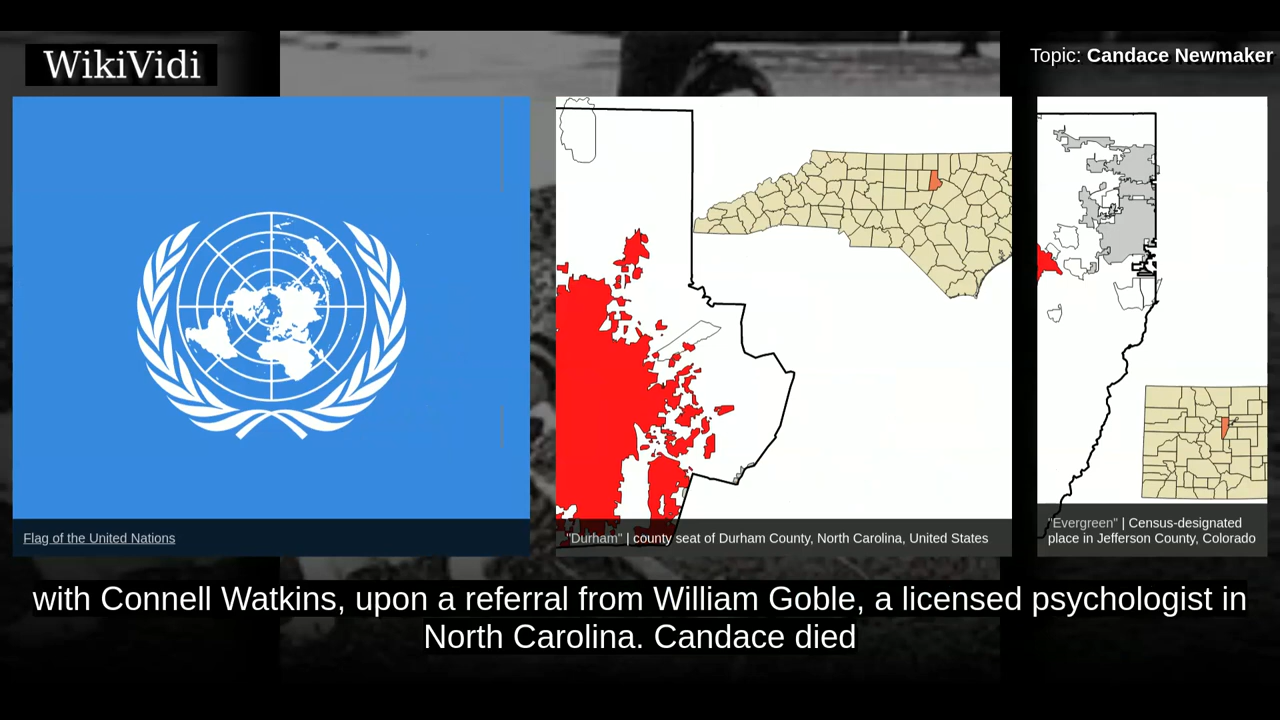 WikiVidi
Topic: Candace Newmaker
Flag of the United Nations
"Durham" | county seat of Durham County, North Carolina, United States
"Evergreen" | Census-designated
place in Jefferson County, Colorado
with Connell Watkins, upon a referral from William Goble, a licensed psychologist in
North Carolina. Candace died